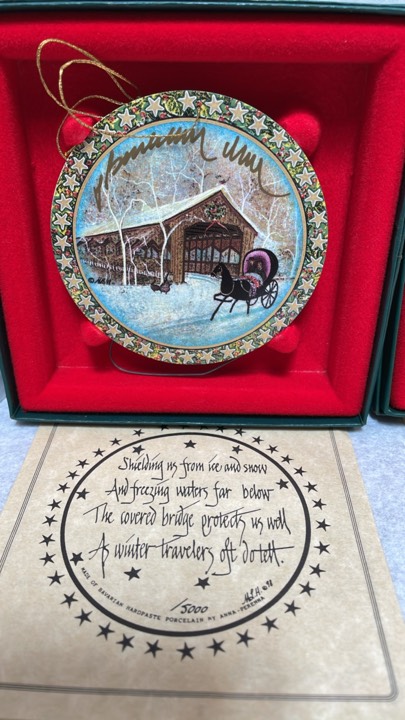 Shielding us from ice and snow
And freezing waters far below
The covered bridge protects us well
As winter travelers oft do tell.
MADE OF BAVARIAN HARDPASTE PORCELAIN BY ANNA-PERENNA
/5000